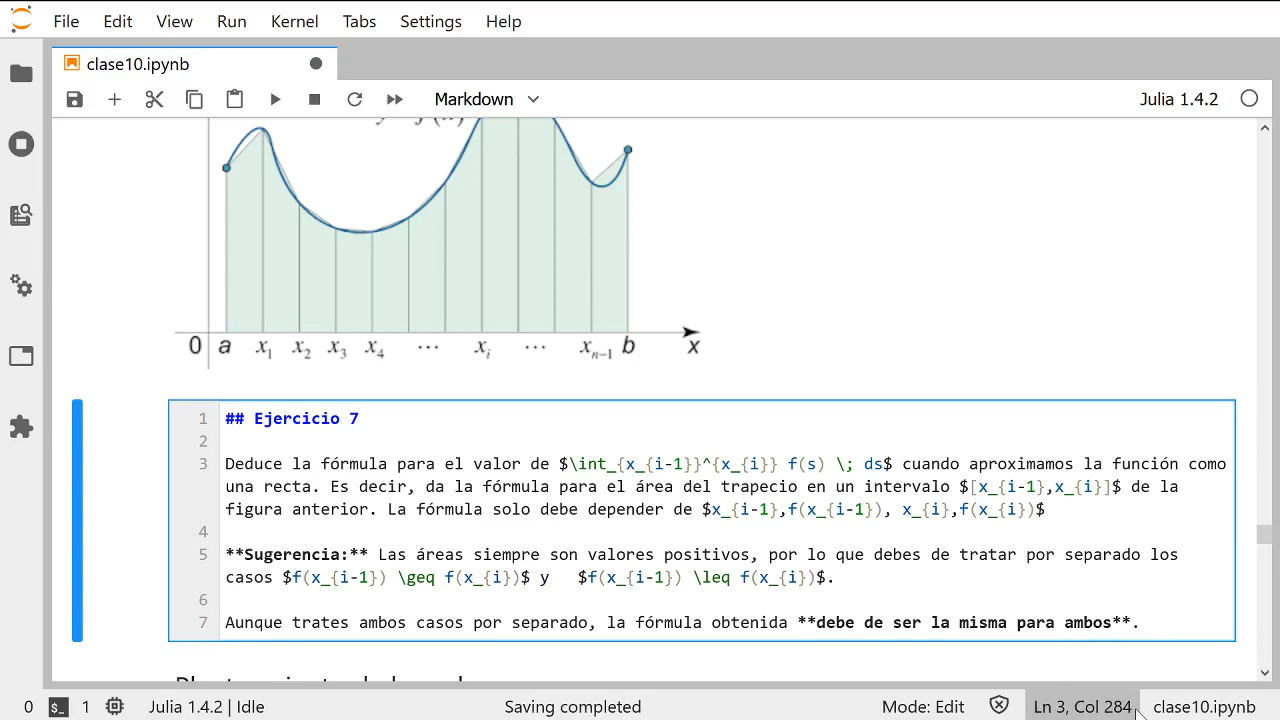 File Edit View Run Kernel Tabs Settings Help
clase10.ipynb
Markdown Julia 1.4.2
0 a x_1 x_2 x_3 x_4 ... x_i ... x_{n-1} b x
1 ## Ejercicio 7
2
3 Deduce la fórmula para el valor de $\int_{x_{i-1}}^{x_{i}} f(s) \; ds$ cuando aproximamos la función como
una recta. Es decir, da la fórmula para el área del trapecio en un intervalo $[x_{i-1},x_{i}]$ de la
figura anterior. La fórmula solo debe depender de $x_{i-1},f(x_{i-1}), x_{i},f(x_{i})$
4
5 **Sugerencia:** Las áreas siempre son valores positivos, por lo que debes de tratar por separado los
casos $f(x_{i-1}) \geq f(x_{i})$ y $f(x_{i-1}) \leq f(x_{i})$.
6
7 Aunque trates ambos casos por separado, la fórmula obtenida **debe de ser la misma para ambos**.
0 $_ 1 Julia 1.4.2 | Idle Saving completed Mode: Edit Ln 3, Col 284 clase10.ipynb